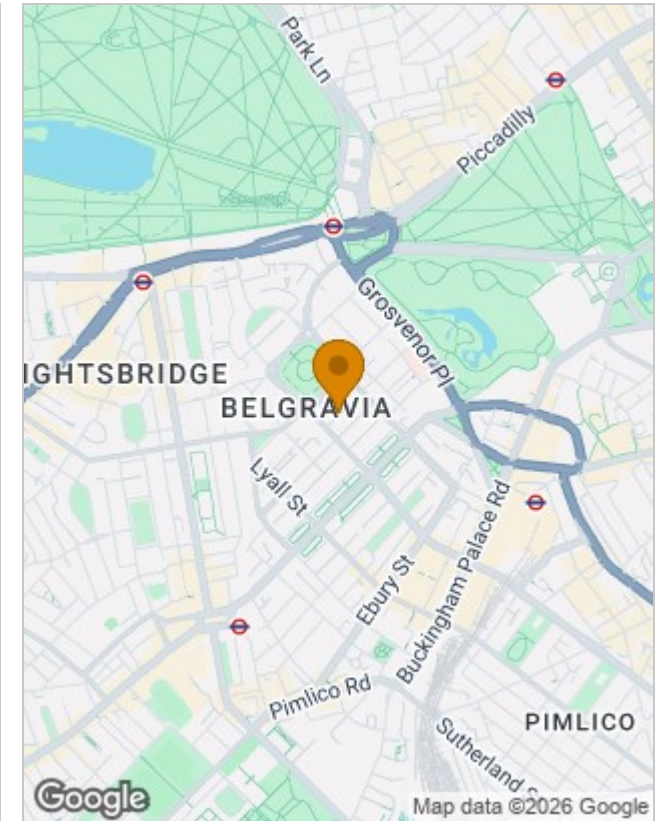 Park Ln
Piccadilly
Grosvenor Pl
IGHTSBRIDGE
BELGRAVIA
Lyall St
Ebury St
Buckingham Palace Rd
Pimlico Rd
PIMLICO
Sutherland S
Google
Map data ©2026 Google